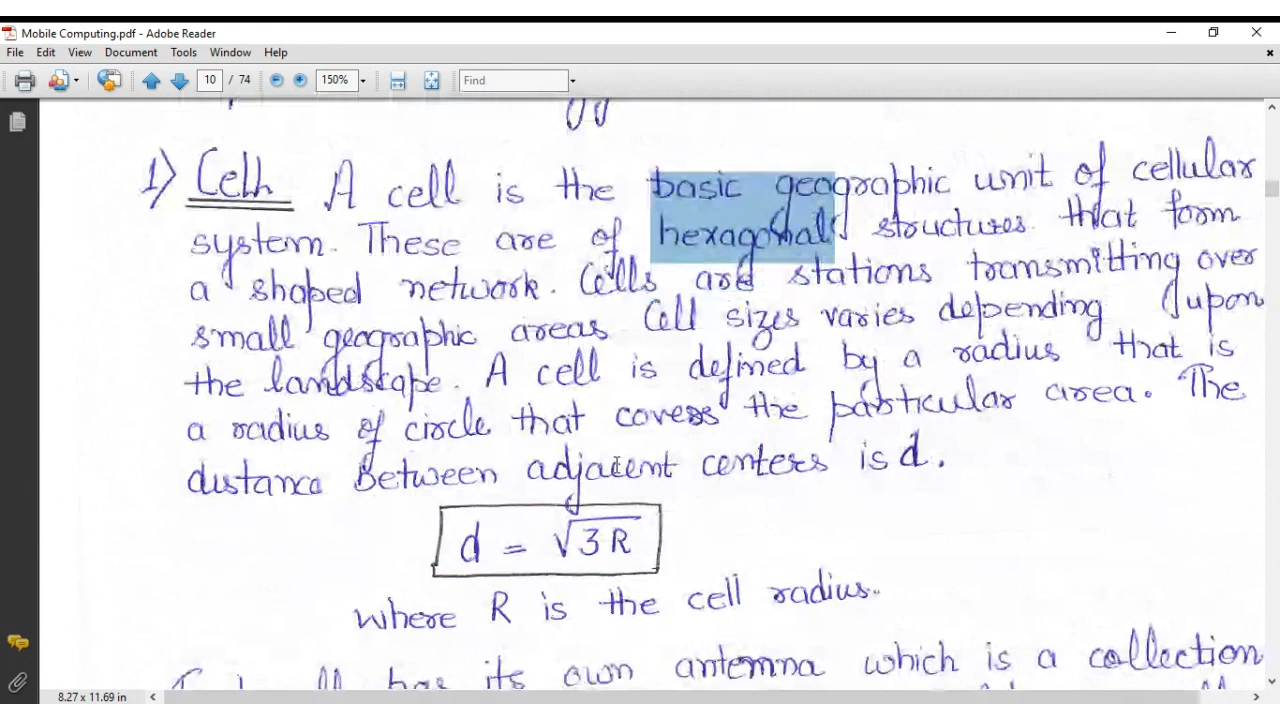 Mobile Computing.pdf - Adobe Reader
File Edit View Document Tools Window Help
10 / 74 150% Find
1) Cell:- A cell is the basic geographic unit of cellular
system. These are of hexagonal structures that form
a shaped network. Cells are stations transmitting over
small geographic areas Cell sizes varies depending upon
the landscape. A cell is defined by a radius that is
a radius of circle that covers the particular area. The
distance Between adjacent centers is d.
d = √3R
where R is the cell radius.
has its own antenna which is a collection
8.27 x 11.69 in